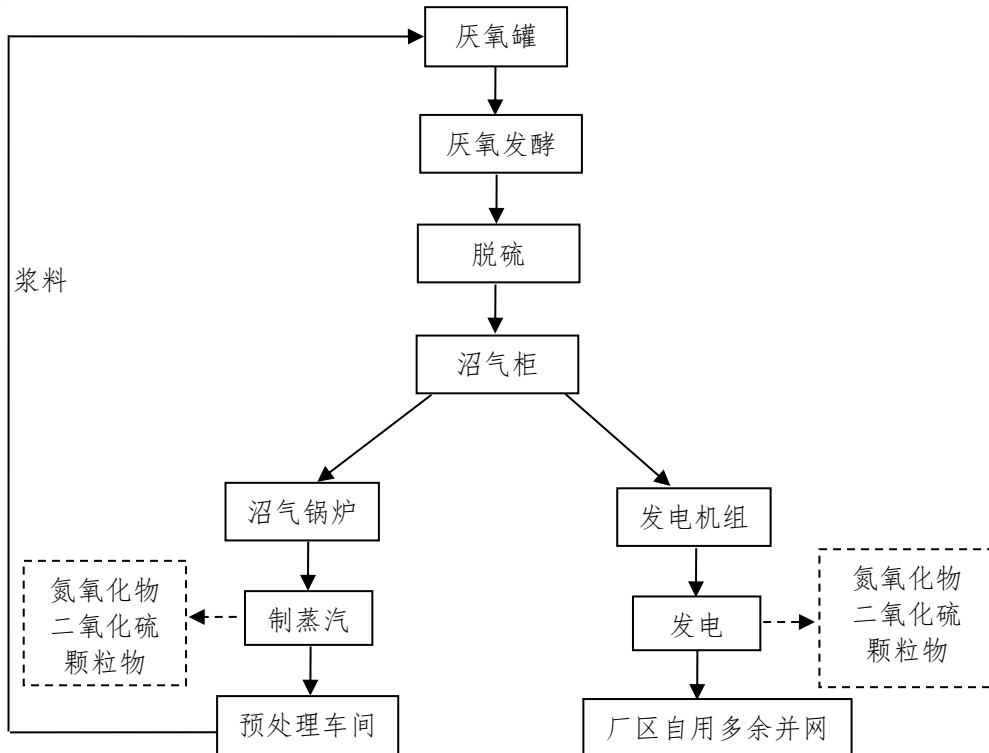 厌氧罐
厌氧发酵
脱硫
浆料
沼气柜
沼气锅炉
发电机组
氮氧化物
二氧化硫
颗粒物
制蒸汽
发电
氮氧化物
二氧化硫
颗粒物
预处理车间
厂区自用多余并网